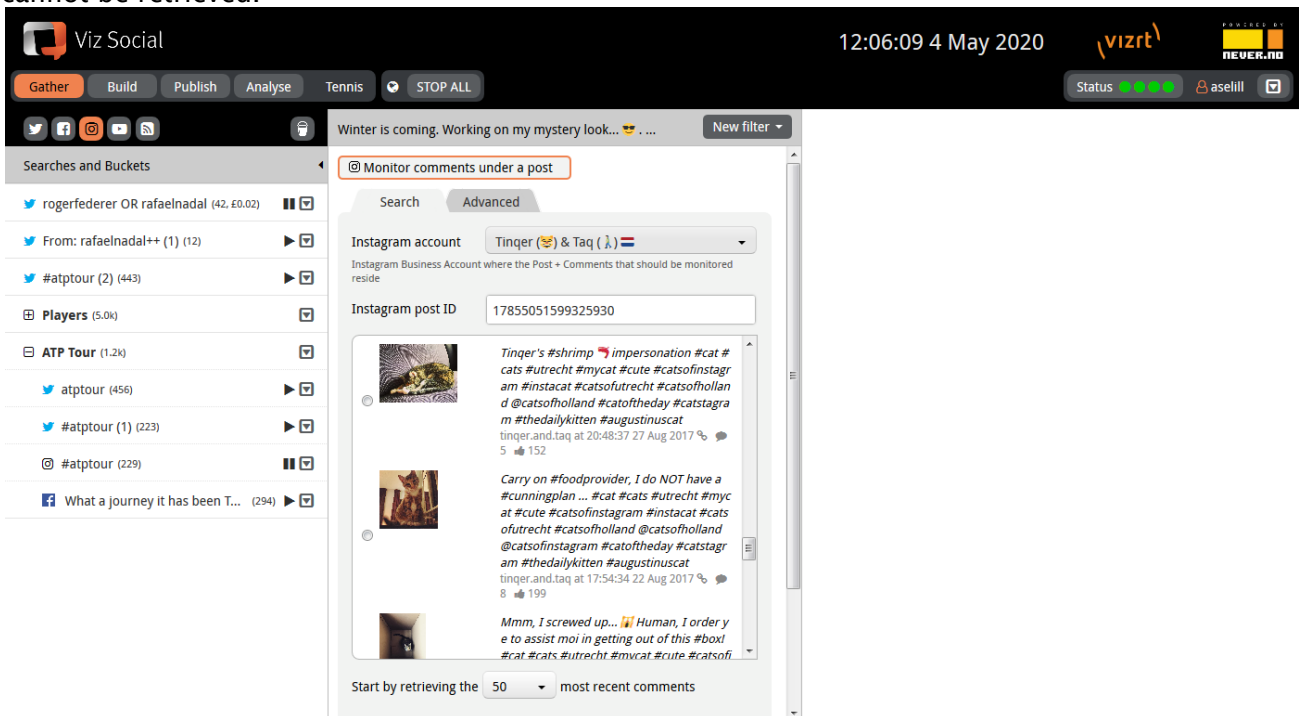 cannot be retrieved.
Viz Social
12:06:09 4 May 2020
vizrt
POWERED BY
never.no
Gather Build Publish Analyse Tennis STOP ALL
Status aselill
Winter is coming. Working on my mystery look... 😎 . ...
New filter
Searches and Buckets
Monitor comments under a post
rogerfederer OR rafaelnadal (42, £0.02)
From: rafaelnadal++ (1) (12)
#atptour (2) (443)
Players (5.0k)
ATP Tour (1.2k)
atptour (456)
#atptour (1) (223)
#atptour (229)
What a journey it has been T... (294)
Search Advanced
Instagram account Tinqer (😹) & Taq (🚶) 🇳🇱
Instagram Business Account where the Post + Comments that should be monitored
reside
Instagram post ID 17855051599325930
Tinqer's #shrimp 🦐 impersonation #cat #
cats #utrecht #mycat #cute #catsofinstagr
am #instacat #catsofutrecht #catsofhollan
d @catsofholland #catoftheday #catstagra
m #thedailykitten #augustinuscat
tinqer.and.taq at 20:48:37 27 Aug 2017
5 152
Carry on #foodprovider, I do NOT have a
#cunningplan ... #cat #cats #utrecht #myc
at #cute #catsofinstagram #instacat #cats
ofutrecht #catsofholland @catsofholland
@catsofinstagram #catoftheday #catstagr
am #thedailykitten #augustinuscat
tinqer.and.taq at 17:54:34 22 Aug 2017
8 199
Mmm, I screwed up... 🙀 Human, I order y
e to assist moi in getting out of this #box!
#cat #cats #utrecht #mycat #cute #catsofi
Start by retrieving the 50 most recent comments